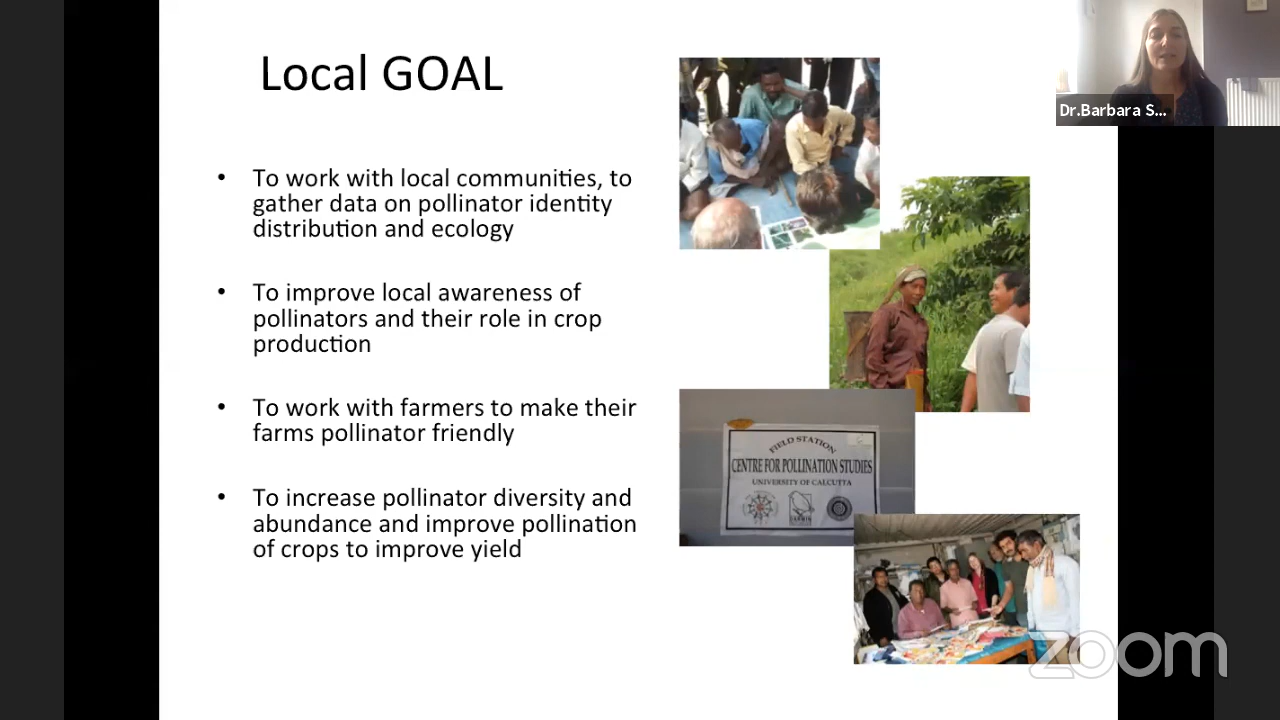 Local GOAL
Dr.Barbara S...
• To work with local communities, to
gather data on pollinator identity
distribution and ecology
• To improve local awareness of
pollinators and their role in crop
production
• To work with farmers to make their
farms pollinator friendly
• To increase pollinator diversity and
abundance and improve pollination
of crops to improve yield
FIELD STATION
CENTRE FOR POLLINATION STUDIES
UNIVERSITY OF CALCUTTA
zoom